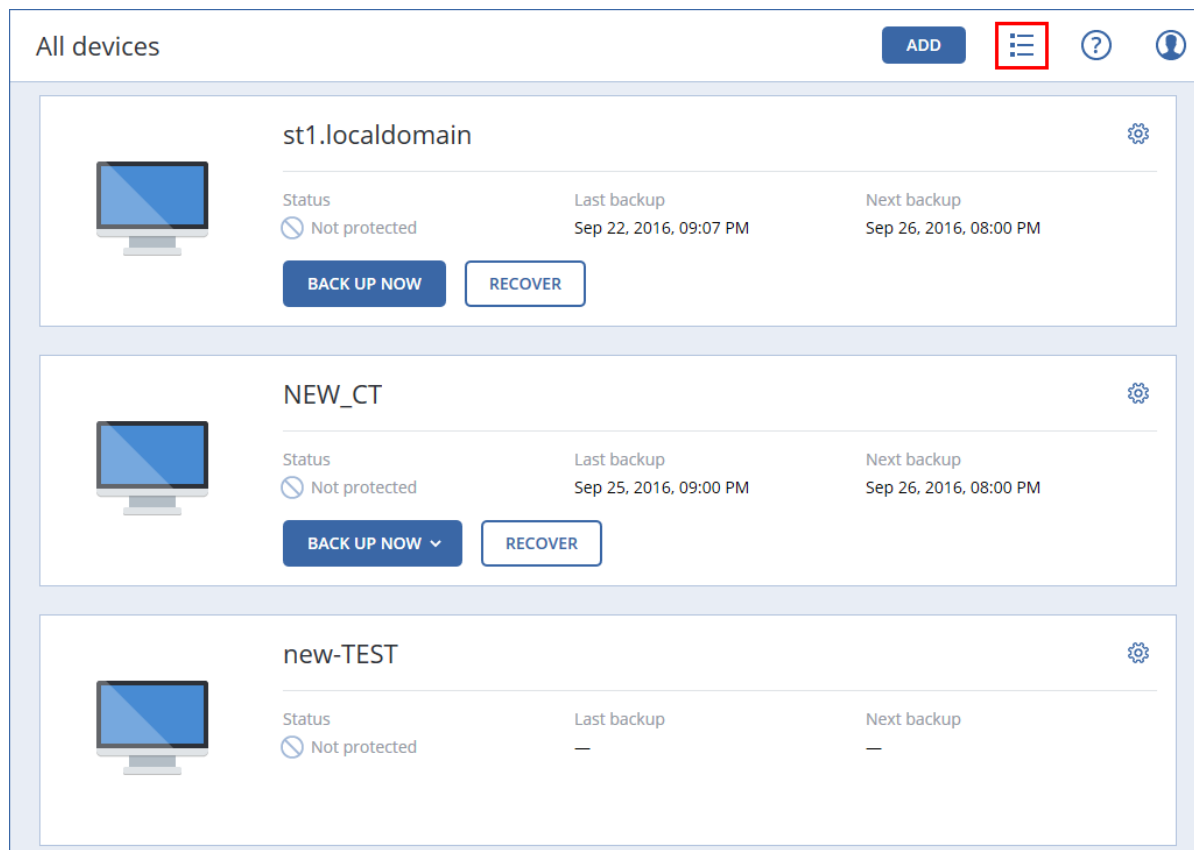 All devices ADD ?
st1.localdomain
Status Last backup Next backup
Not protected Sep 22, 2016, 09:07 PM Sep 26, 2016, 08:00 PM
BACK UP NOW RECOVER
NEW_CT
Status Last backup Next backup
Not protected Sep 25, 2016, 09:00 PM Sep 26, 2016, 08:00 PM
BACK UP NOW RECOVER
new-TEST
Status Last backup Next backup
Not protected — —